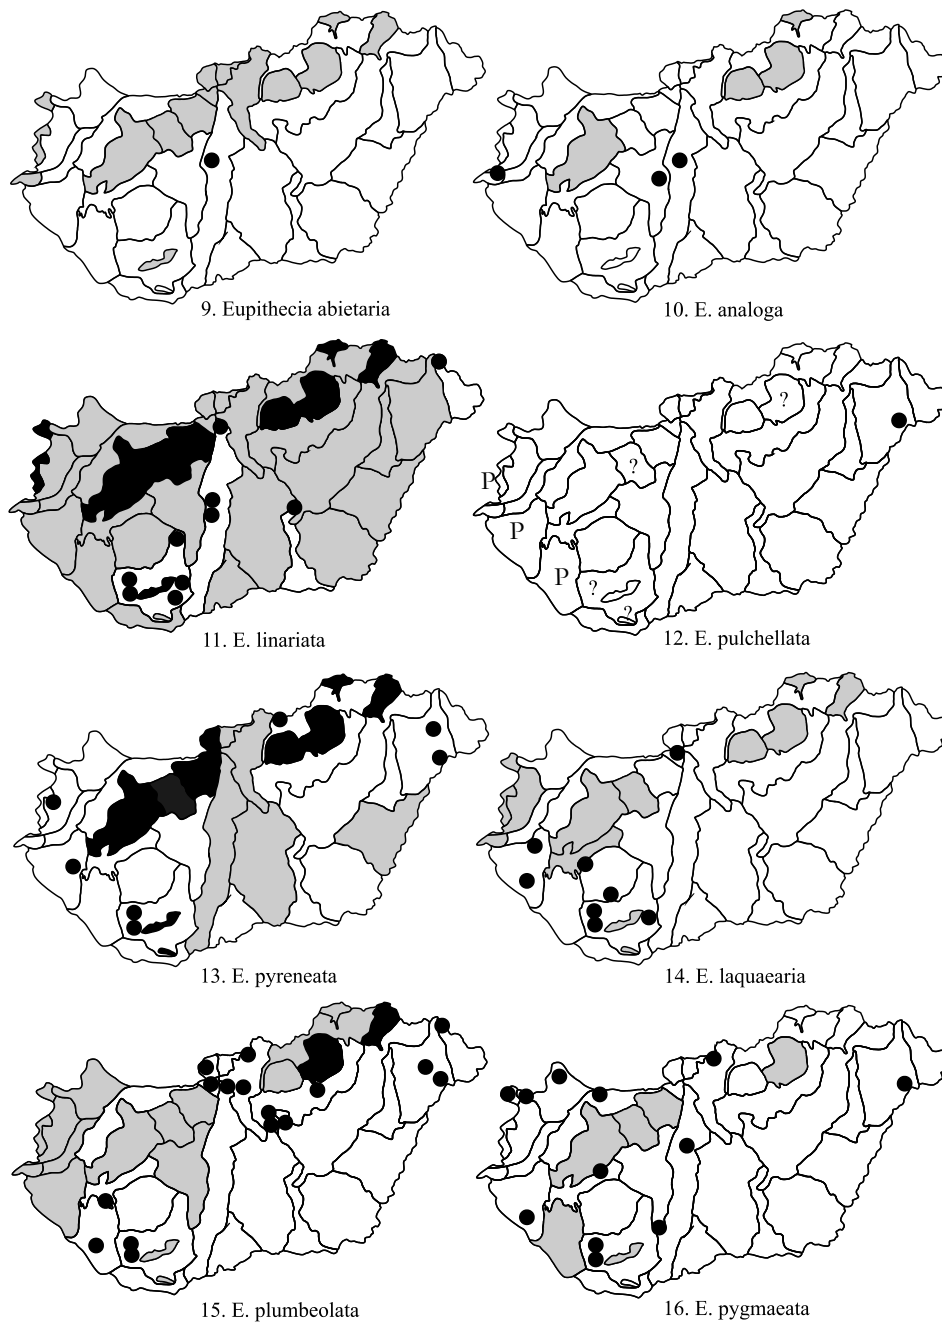 9. Eupithecia abietaria
10. E. analoga
11. E. linariata
?
?
P
P
P
?
?
12. E. pulchellata
13. E. pyreneata
14. E. laquaearia
15. E. plumbeolata
16. E. pygmaeata